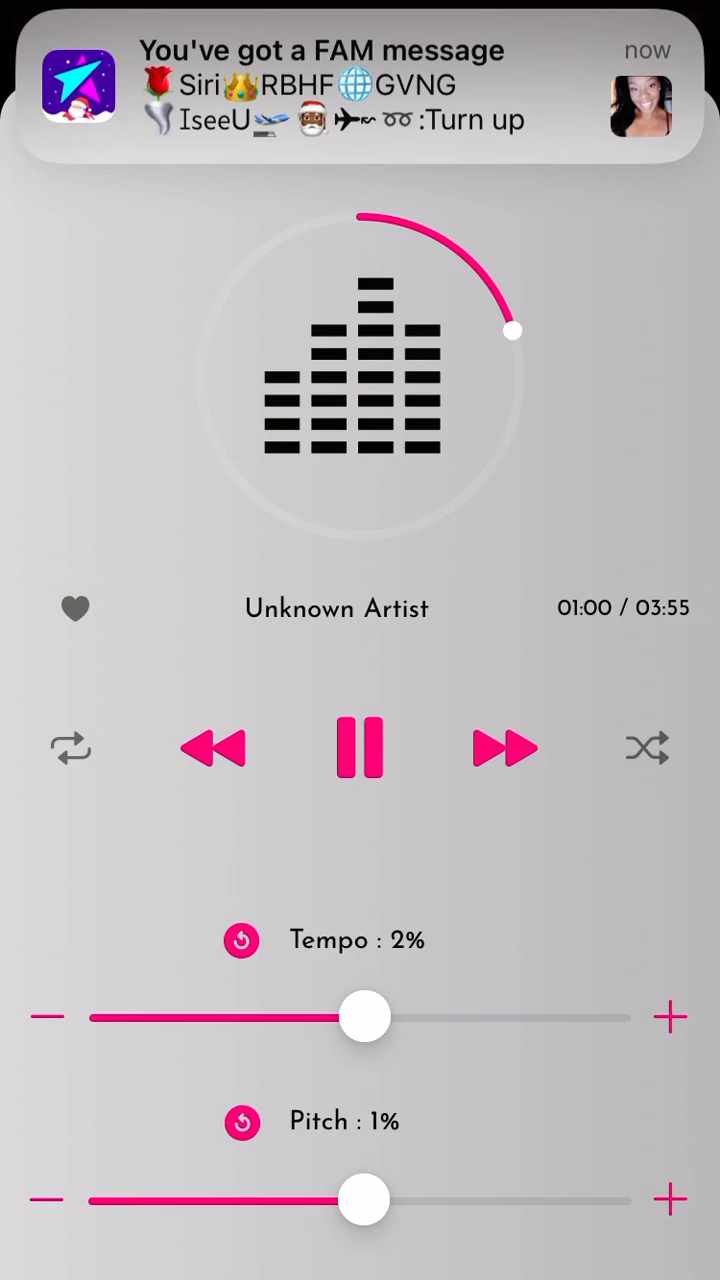 You've got a FAM message
now
🌹Siri👑RBHF🌐GVNG
🌪IseeU🛫🎅🏾✈︎↜➿:Turn up
Unknown Artist
01:00 / 03:55
Tempo : 2%
Pitch : 1%